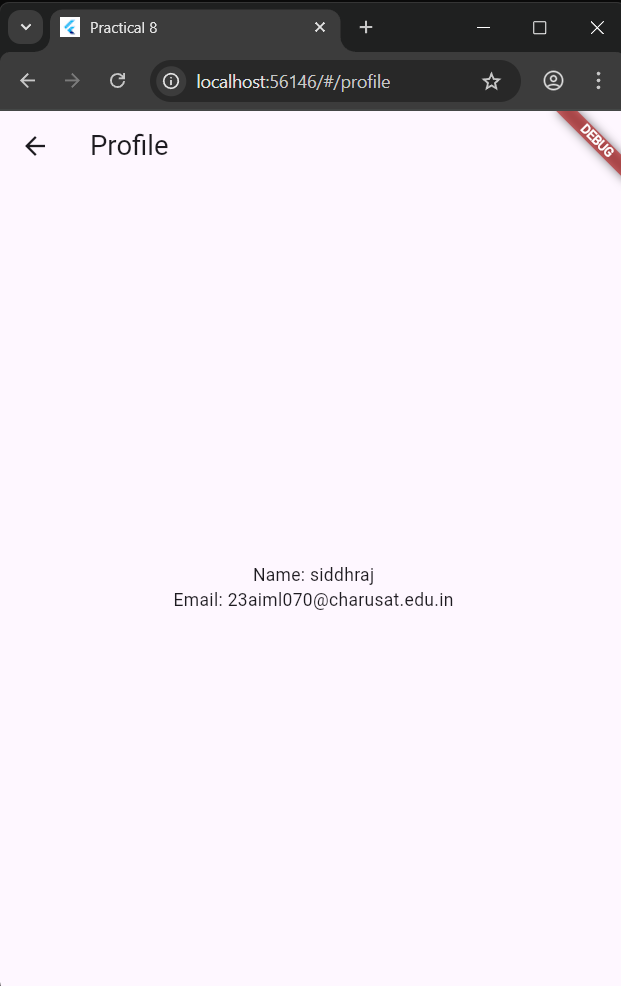 Practical 8
localhost:56146/#/profile
Profile
DEBUG
Name: siddhraj
Email: 23aiml070@charusat.edu.in